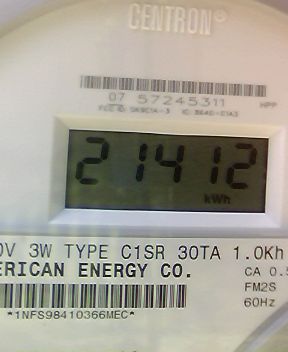 CENTRON®
07 57245311 HPP
21412
kWh
0V 3W TYPE C1SR 30TA 1.0Kh
ERICAN ENERGY CO. CA 0.5
FM2S
*1NFS98410366MEC* 60Hz